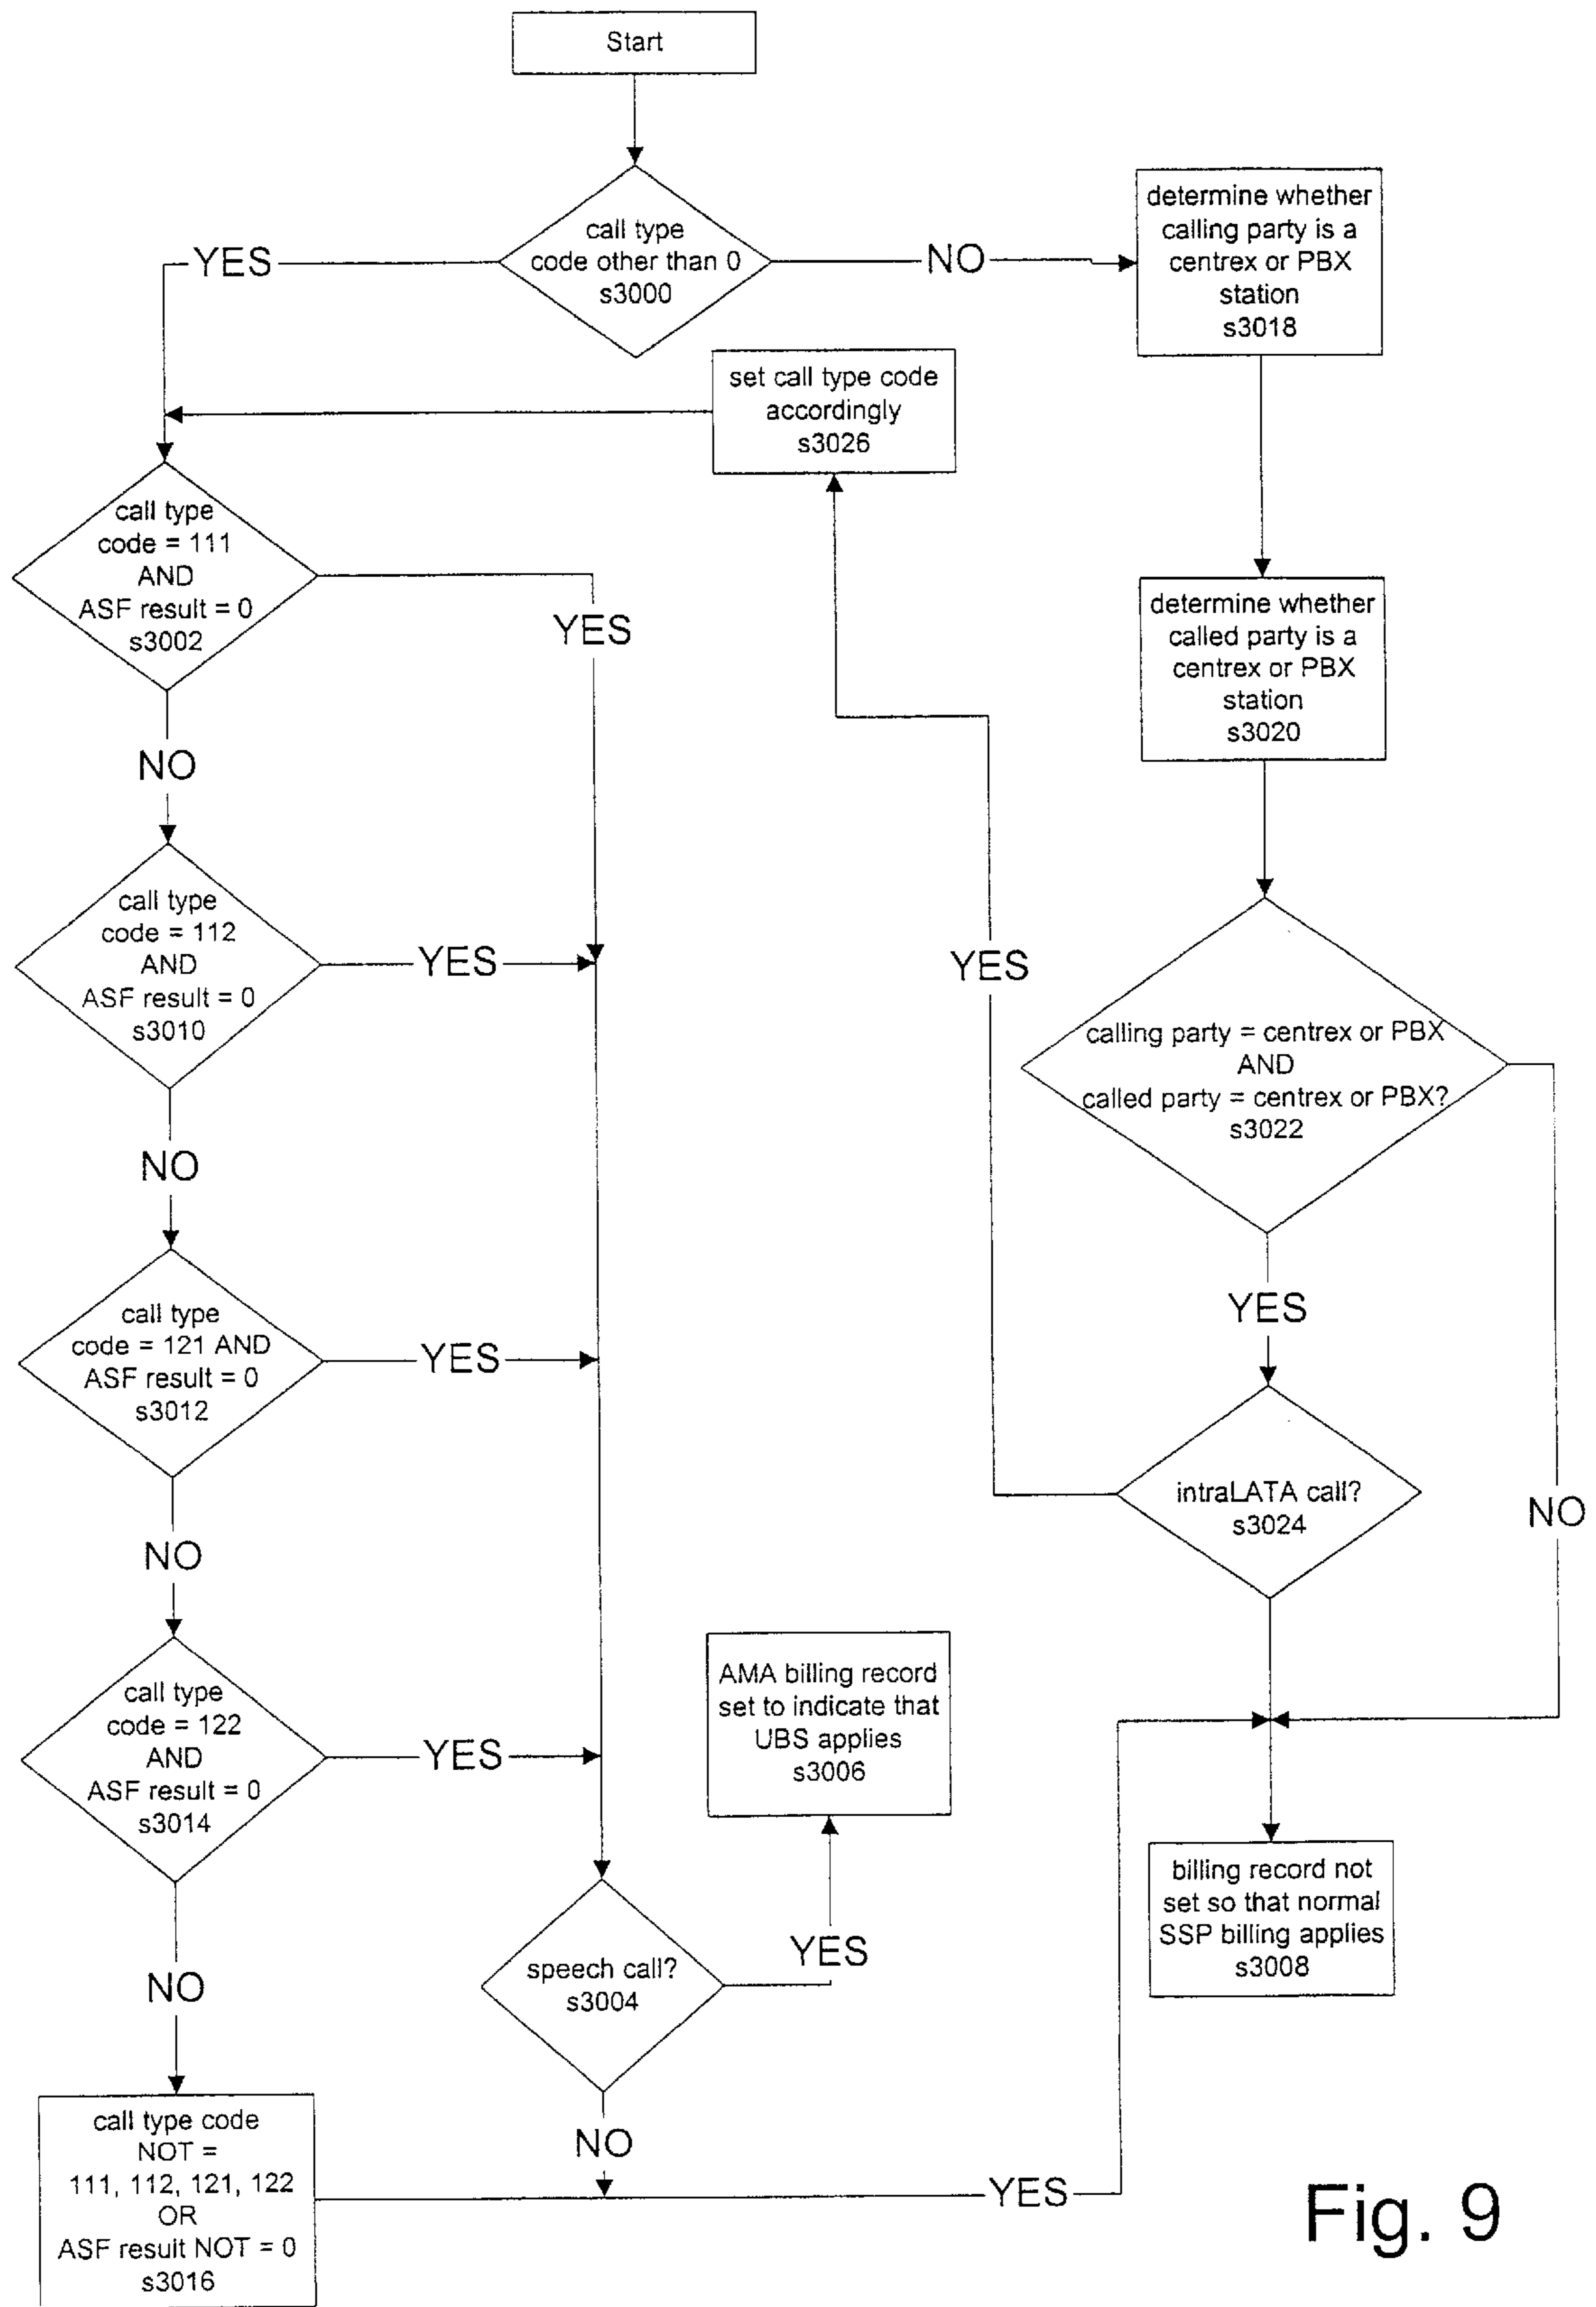 Start
call type
code other than 0
s3000
YES
NO
determine whether
calling party is a
centrex or PBX
station
s3018
set call type code
accordingly
s3026
call type
code = 111
AND
ASF result = 0
s3002
YES
NO
determine whether
called party is a
centrex or PBX
station
s3020
call type
code = 112
AND
ASF result = 0
s3010
YES
NO
YES
calling party = centrex or PBX
AND
called party = centrex or PBX?
s3022
YES
NO
call type
code = 121 AND
ASF result = 0
s3012
YES
NO
intraLATA call?
s3024
call type
code = 122
AND
ASF result = 0
s3014
YES
NO
AMA billing record
set to indicate that
UBS applies
s3006
YES
speech call?
s3004
NO
billing record not
set so that normal
SSP billing applies
s3008
call type code
NOT =
111, 112, 121, 122
OR
ASF result NOT = 0
s3016
YES
Fig. 9